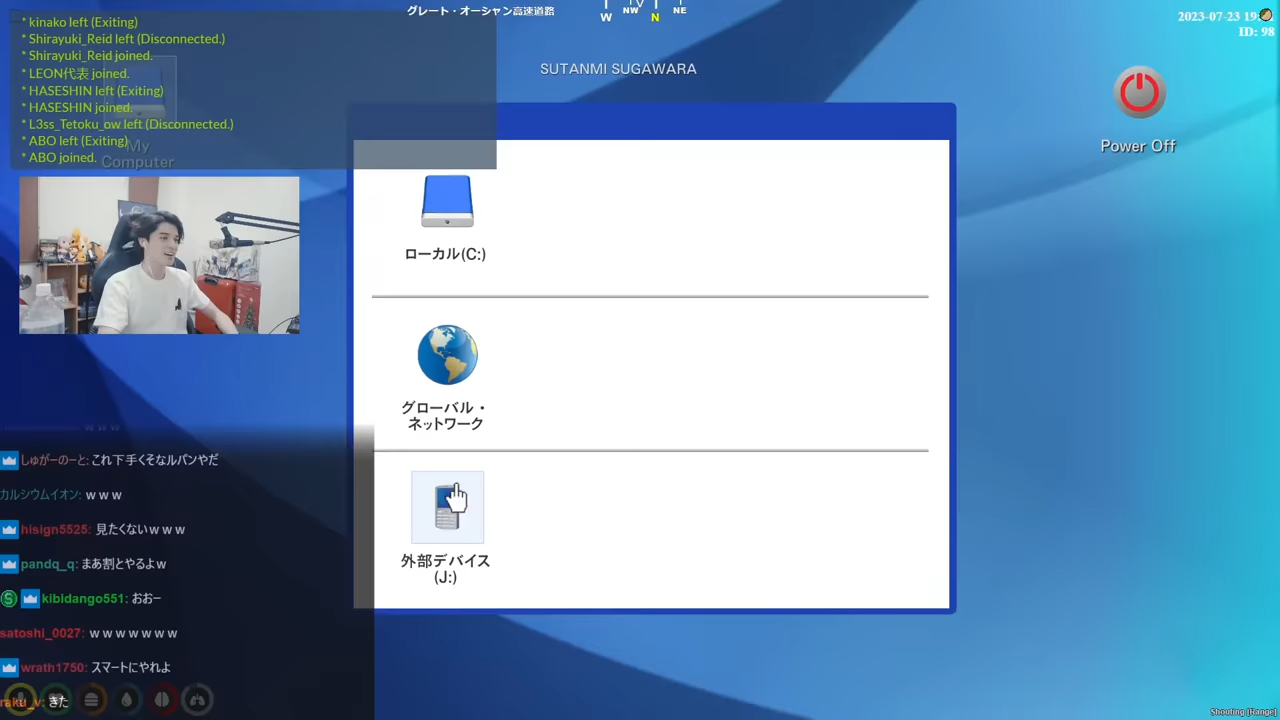 * kinako left (Exiting)
* Shirayuki_Reid left (Disconnected.)
* Shirayuki_Reid joined.
* LEON代表 joined.
* HASESHIN left (Exiting)
* HASESHIN joined.
* L3ss_Tetoku_ow left (Disconnected.)
* ABO left (Exiting)
* ABO joined.
My
Computer
グレート・オーシャン高速道路
W NW N NE
2023-07-23 19:
ID: 98
SUTANMI SUGAWARA
Power Off
ローカル(C:)
グローバル・
ネットワーク
外部デバイス
(J:)
w w w
しゅがーのーと: これ下手くそなルパンやだ
カルシウムイオン: w w w
hisign5525: 見たくないw w w
pandq_q: まあ割とやるよw
kibidango551: おおー
satoshi_0027: w w w w w w w
wrath1750: スマートにやれよ
raku_v: きた
Shouting [Range]